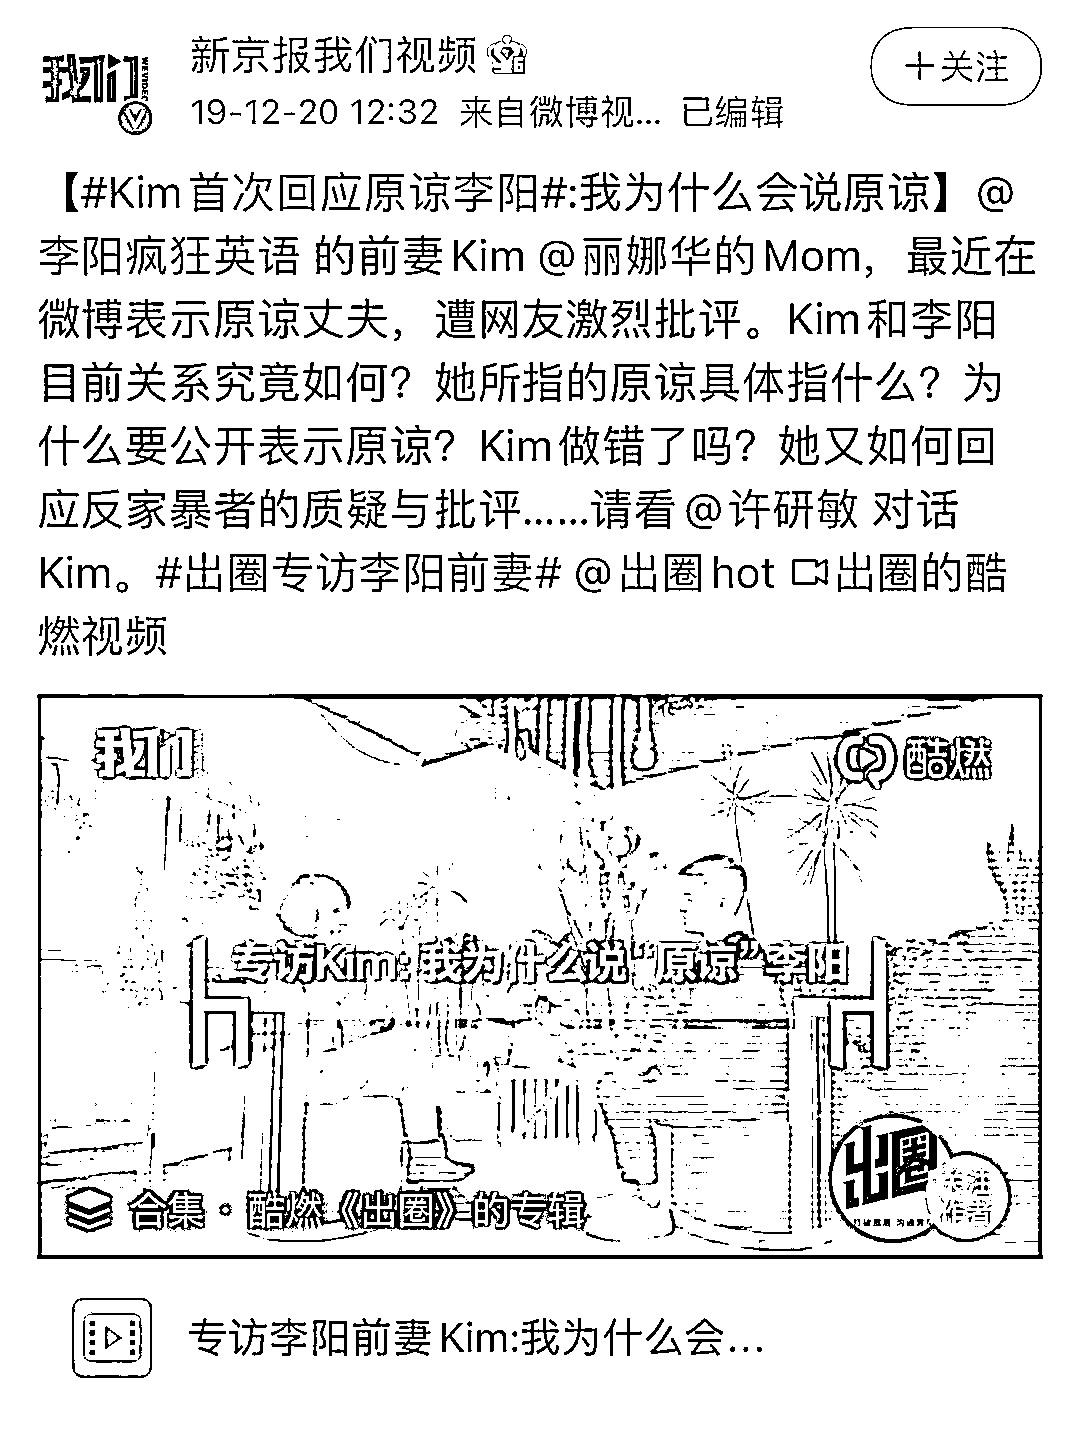 我们
WEVIDEO
新京报我们视频
+关注
19-12-20 12:32 来自微博视... 已编辑
【#Kim首次回应原谅李阳#:我为什么会说原谅】@
李阳疯狂英语 的前妻Kim @丽娜华的Mom，最近在
微博表示原谅丈夫，遭网友激烈批评。Kim和李阳
目前关系究竟如何？她所指的原谅具体指什么？为
什么要公开表示原谅？Kim做错了吗？她又如何回
应反家暴者的质疑与批评......请看@许研敏 对话
Kim。#出圈专访李阳前妻# @出圈hot 出圈的酷
燃视频
我们
酷燃
专访Kim：我为什么说“原谅”李阳
出圈
关注
作者
合集·酷燃《出圈》的专辑
专访李阳前妻Kim:我为什么会...